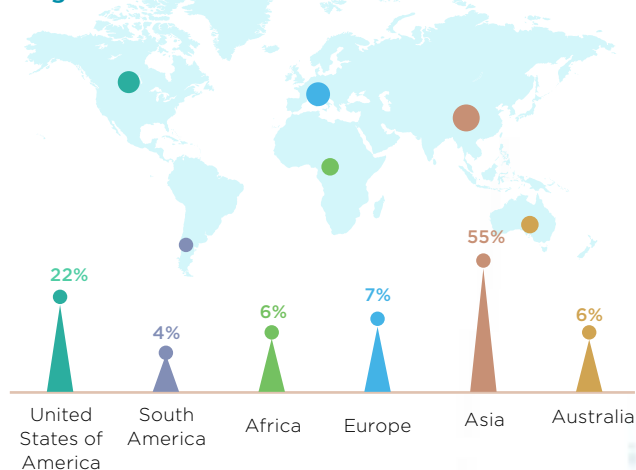 55%
22%
7%
6%
6%
4%
United
States of
America
South
America
Africa
Europe
Asia
Australia